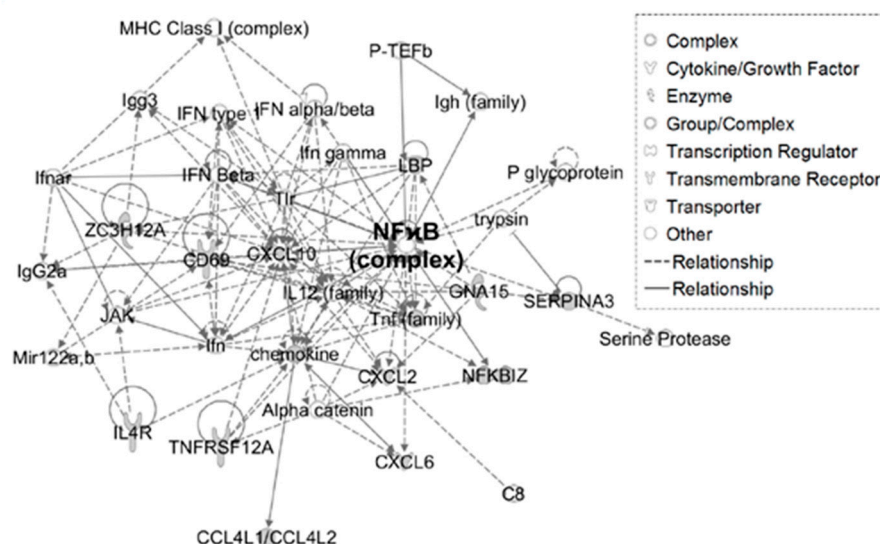 MHC Class I (complex)
P-TEFb
Igg3
IFN type 1
IFN alpha/beta
Igh (family)
Ifn gamma
LBP
P glycoprotein
Ifnar
IFN Beta
Tlr
trypsin
ZC3H12A
NFκB
(complex)
CD69
CXCL10
IgG2a
IL12 (family)
GNA15
SERPINA3
JAK
Tnf (family)
Ifn
Serine Protease
Mir122a,b
chemokine
CXCL2
NFKBIZ
Alpha catenin
IL4R
TNFRSF12A
CXCL6
C8
CCL4L1/CCL4L2
Complex
Cytokine/Growth Factor
Enzyme
Group/Complex
Transcription Regulator
Transmembrane Receptor
Transporter
Other
Relationship
Relationship